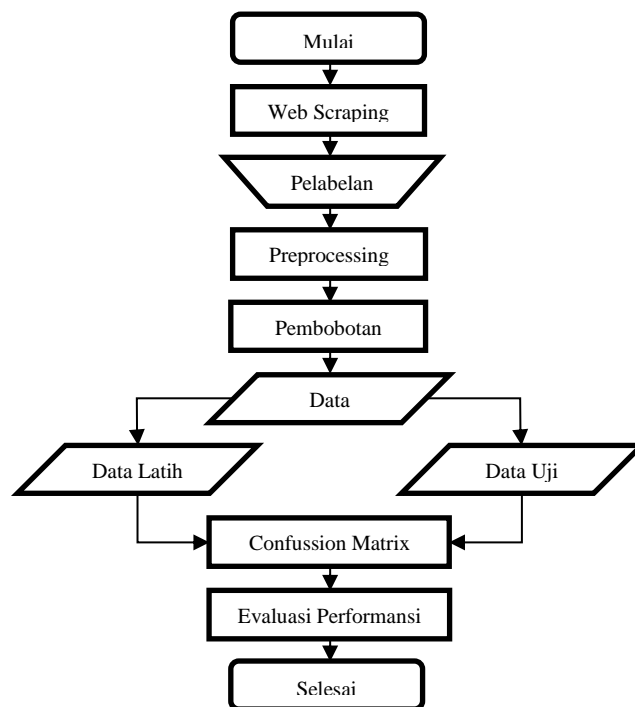 Mulai
Web Scraping
Pelabelan
Preprocessing
Pembobotan
Data
Data Latih
Data Uji
Confussion Matrix
Evaluasi Performansi
Selesai